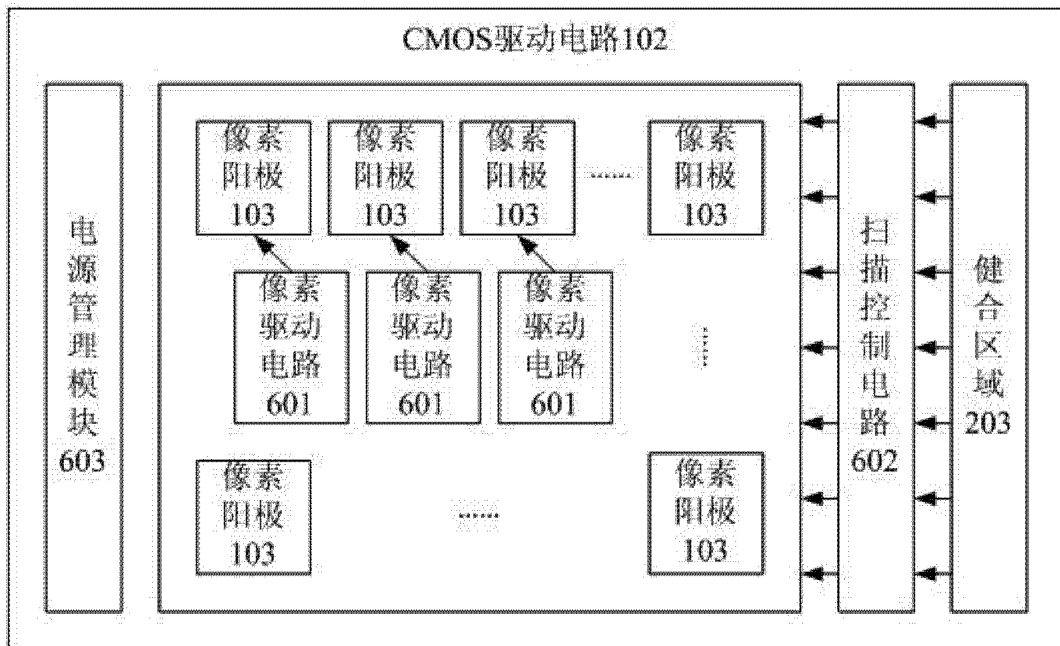 CMOS驱动电路102
电
源
管
理
模
块
603
像素
阳极
103
像素
阳极
103
像素
阳极
103
......
像素
阳极
103
像素
驱动
电路
601
像素
驱动
电路
601
像素
驱动
电路
601
......
像素
阳极
103
......
像素
阳极
103
扫
描
控
制
电
路
602
健
合
区
域
203